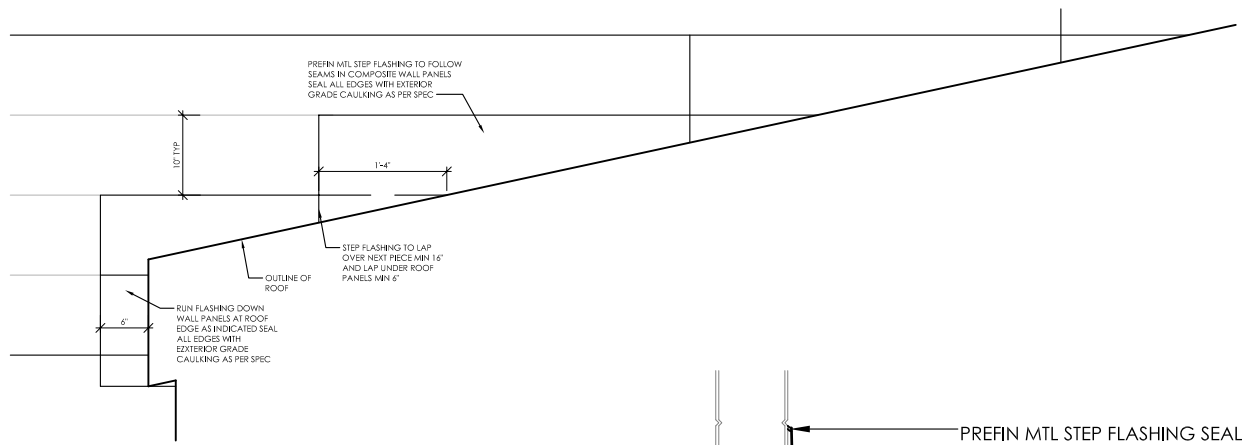 PREFIN MTL STEP FLASHING TO FOLLOW
SEAMS IN COMPOSITE WALL PANELS
SEAL ALL EDGES WITH EXTERIOR
GRADE CAULKING AS PER SPEC
10" TYP
1'-4"
STEP FLASHING TO LAP
OVER NEXT PIECE MIN 16"
AND LAP UNDER ROOF
PANELS MIN 6"
OUTLINE OF
ROOF
6"
RUN FLASHING DOWN
WALL PANELS AT ROOF
EDGE AS INDICATED SEAL
ALL EDGES WITH
EZXTERIOR GRADE
CAULKING AS PER SPEC
PREFIN MTL STEP FLASHING SEAL